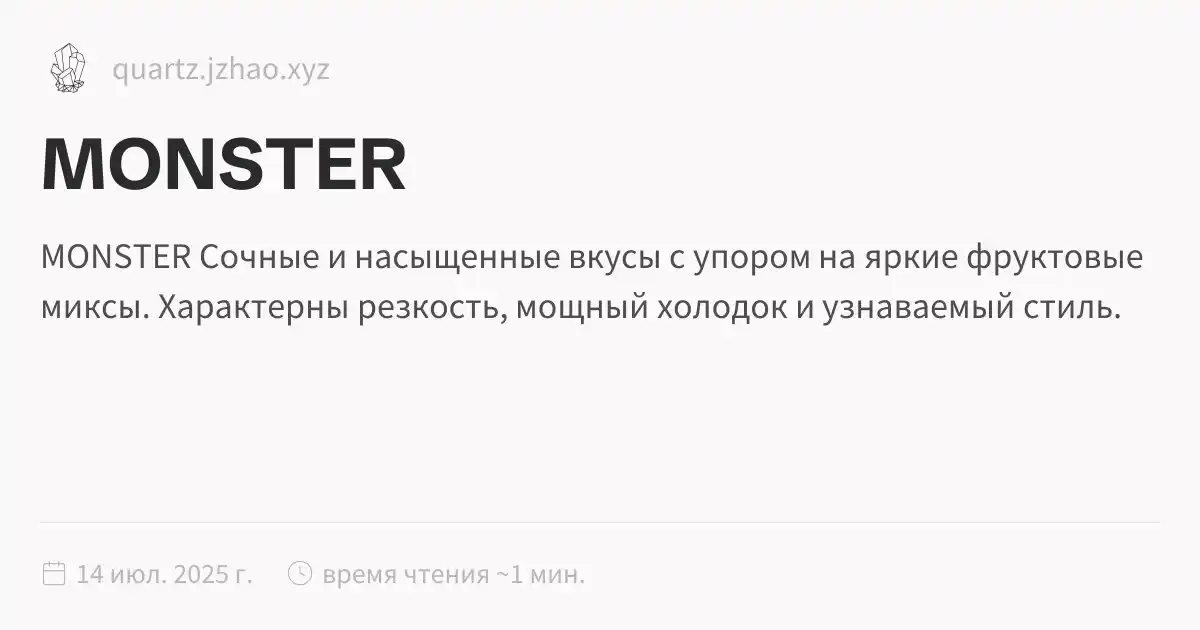 quartz.jzhao.xyz
MONSTER
MONSTER Сочные и насыщенные вкусы с упором на яркие фруктовые
миксы. Характерны резкость, мощный холодок и узнаваемый стиль.
14 июл. 2025 г. время чтения ~1 мин.